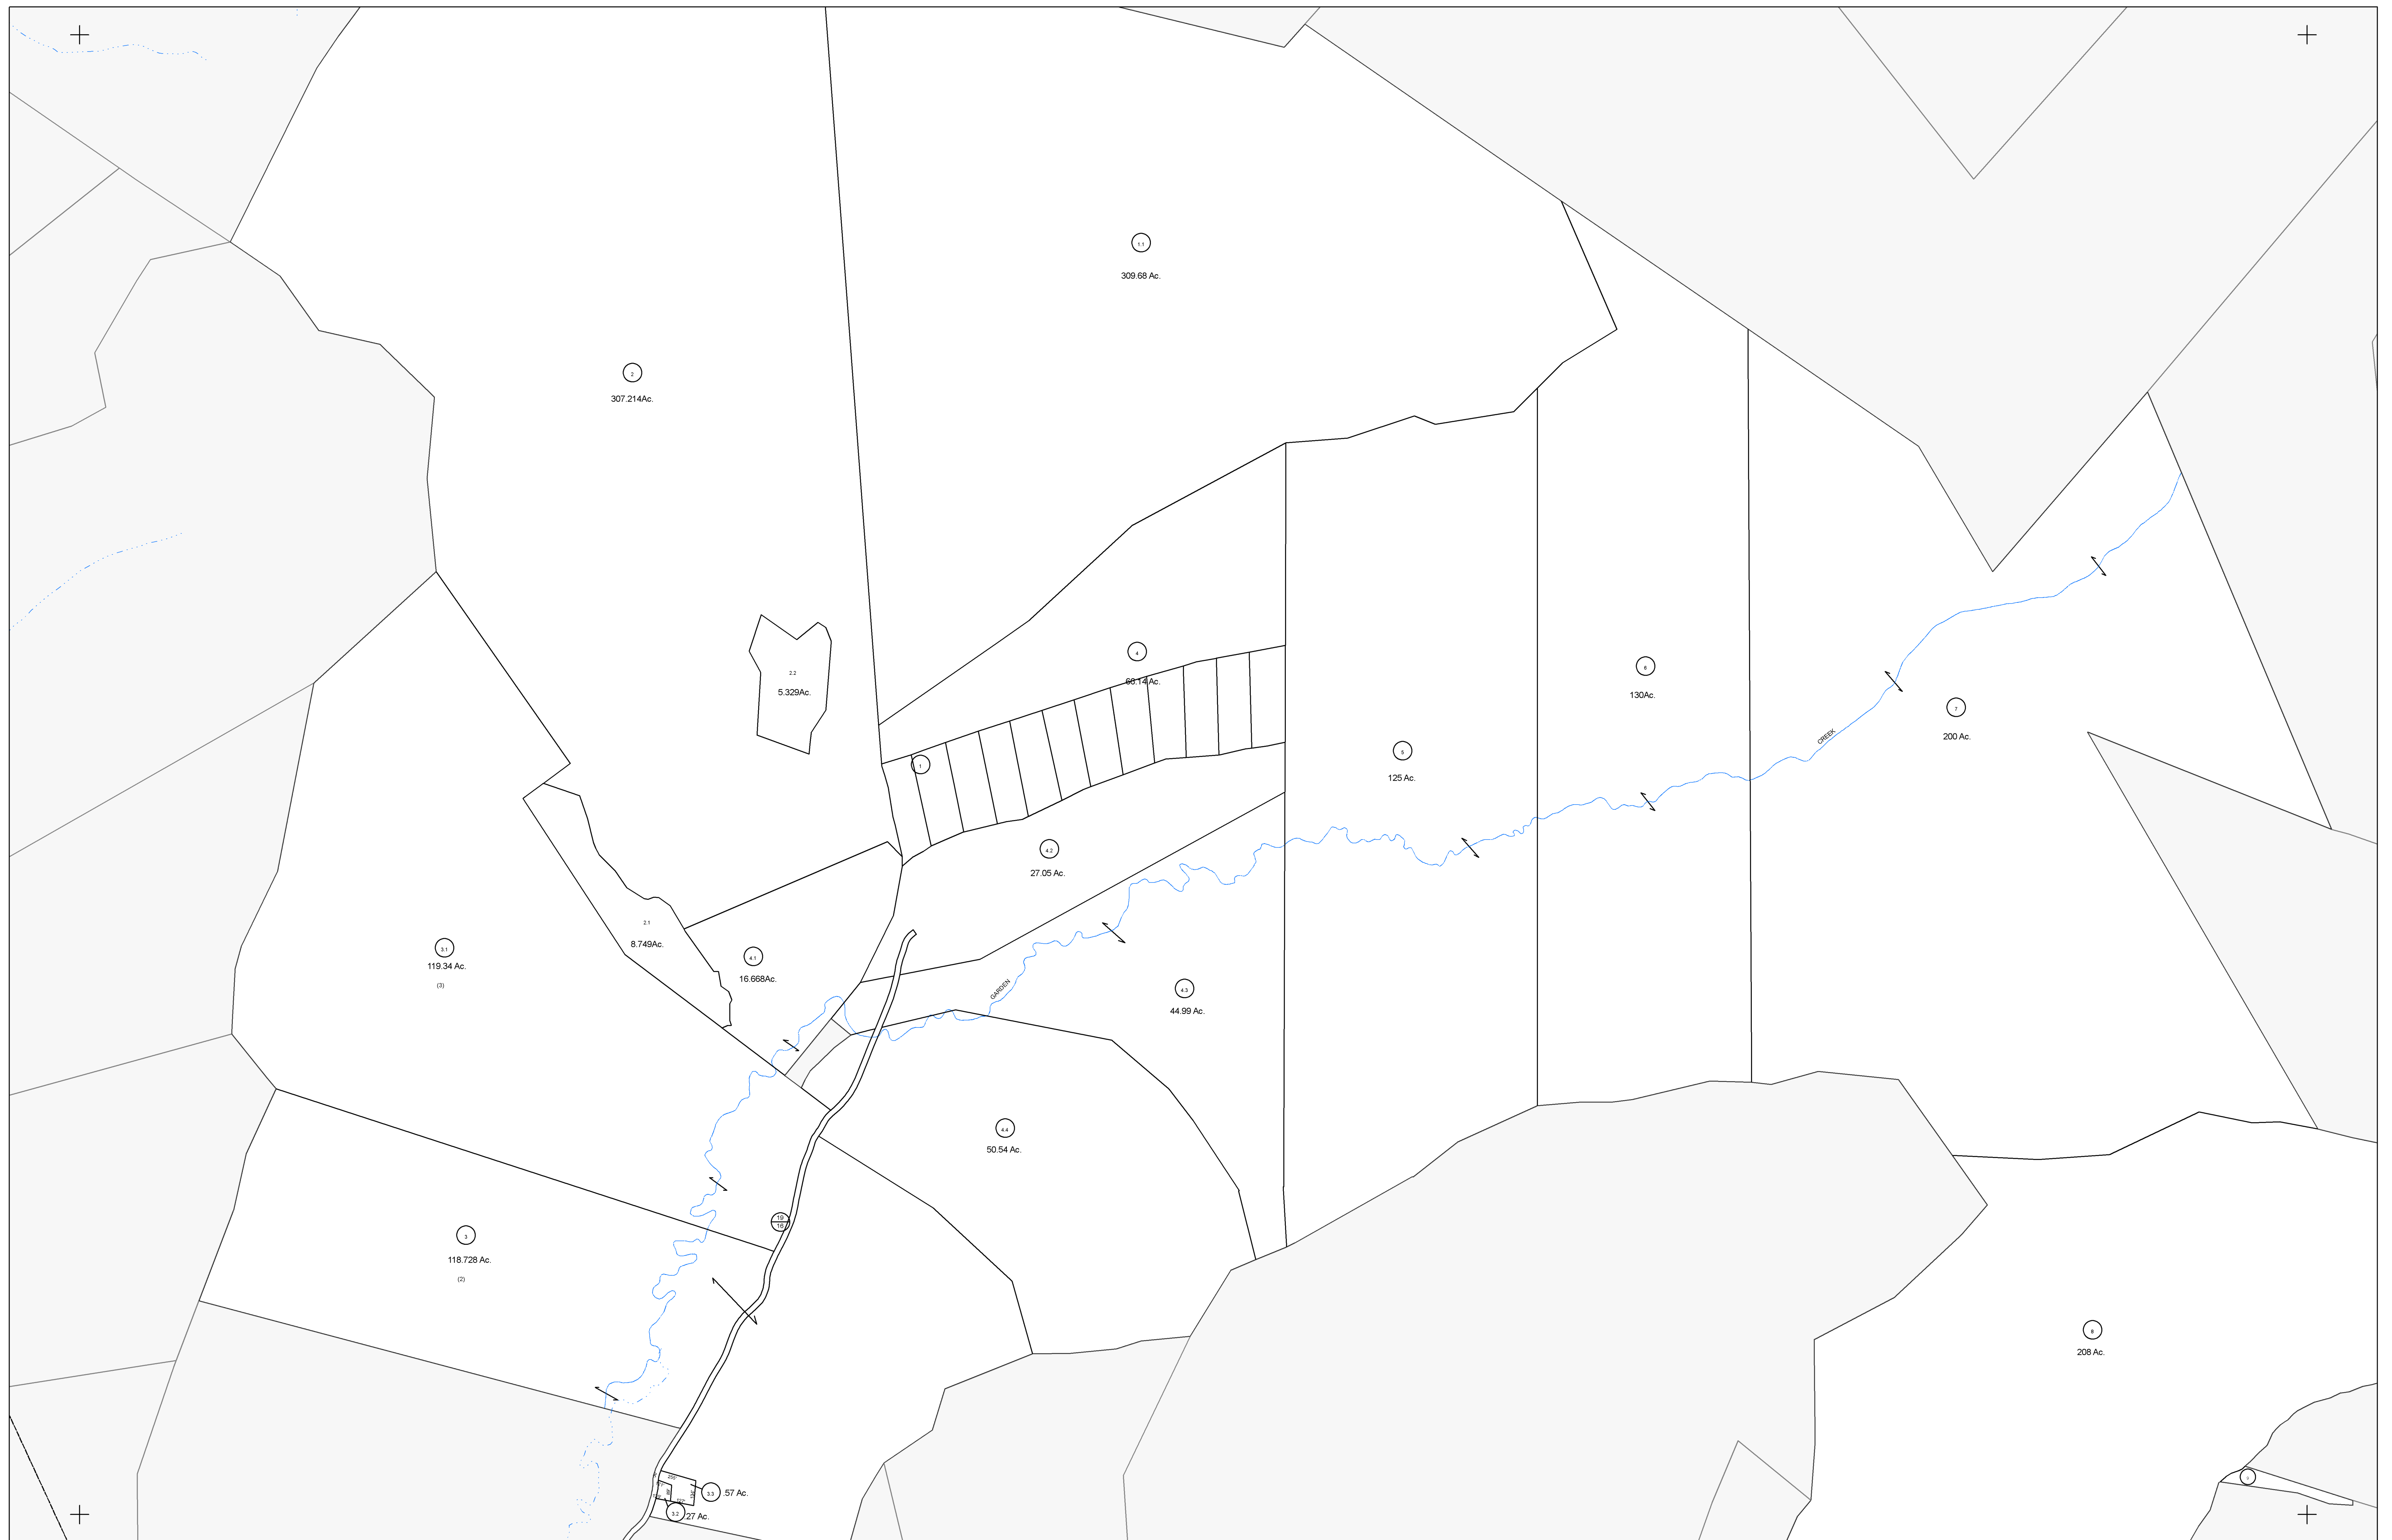 1.1
309.68 Ac.
2
307.214Ac.
4
66.14 Ac.
6
130Ac.
2.2
5.329Ac.
7
200 Ac.
CREEK
5
125 Ac.
1
4.2
27.05 Ac.
2.1
8.749Ac.
3.1
119.34 Ac.
(3)
4.1
16.668Ac.
GARDEN
4.3
44.99 Ac.
4.4
50.54 Ac.
19
16
3
118.728 Ac.
(2)
8
208 Ac.
3.3
.57 Ac.
3.2
.27 Ac.